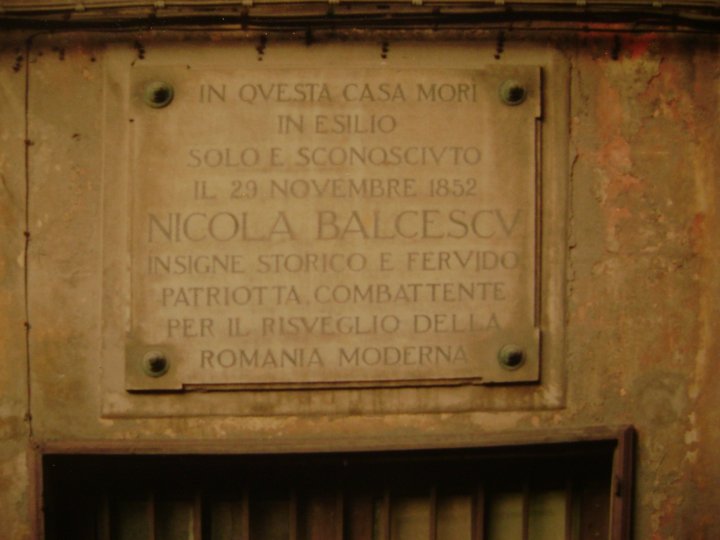 IN QVESTA CASA MORI
IN ESILIO
SOLO E SCONOSCIVTO
IL 29 NOVEMBRE 1852
NICOLA BALCESCV
INSIGNE STORICO E FERVIDO
PATRIOTTA COMBATTENTE
PER IL RISVEGLIO DELLA
ROMANIA MODERNA